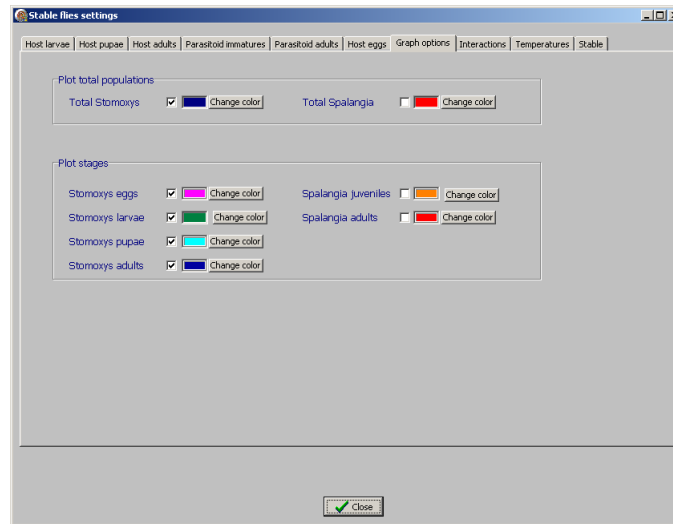 Stable flies settings
Host larvae Host pupae Host adults Parasitoid immatures Parasitoid adults Host eggs Graph options Interactions Temperatures Stable
Plot total populations
Total Stomoxys Change color Total Spalangia Change color
Plot stages
Stomoxys eggs Change color Spalangia juveniles Change color
Stomoxys larvae Change color Spalangia adults Change color
Stomoxys pupae Change color
Stomoxys adults Change color
Close